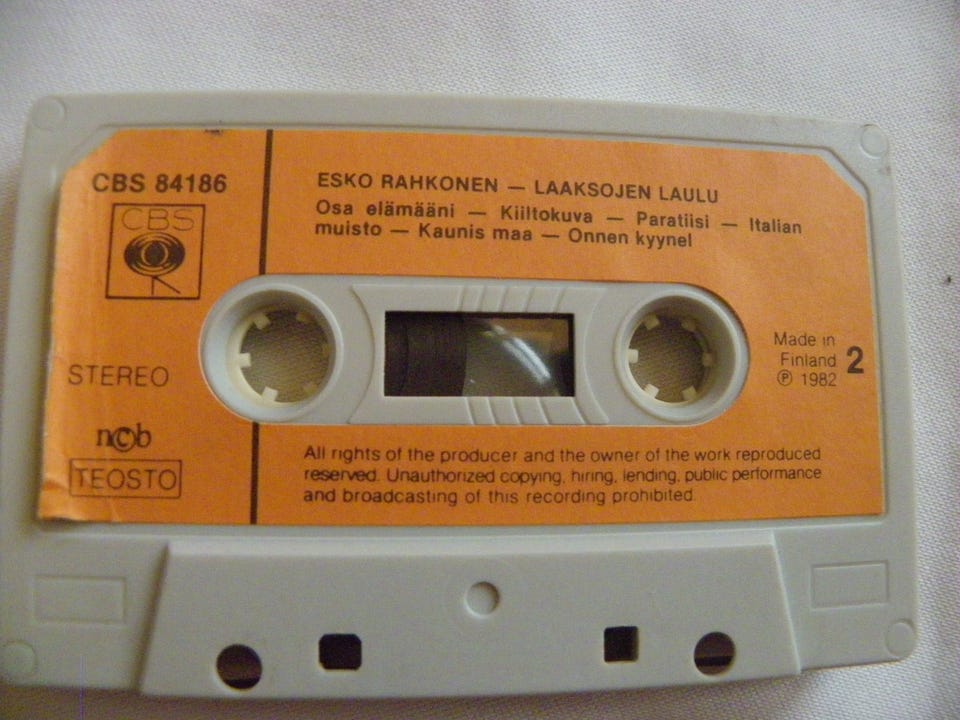 CBS 84186
CBS
STEREO
n©b
TEOSTO
ESKO RAHKONEN — LAAKSOJEN LAULU
Osa elämääni — Kiiltokuva — Paratiisi — Italian
muisto — Kaunis maa — Onnen kyynel
Made in
Finland
℗ 1982
2
All rights of the producer and the owner of the work reproduced
reserved. Unauthorized copying, hiring, lending, public performance
and broadcasting of this recording prohibited.